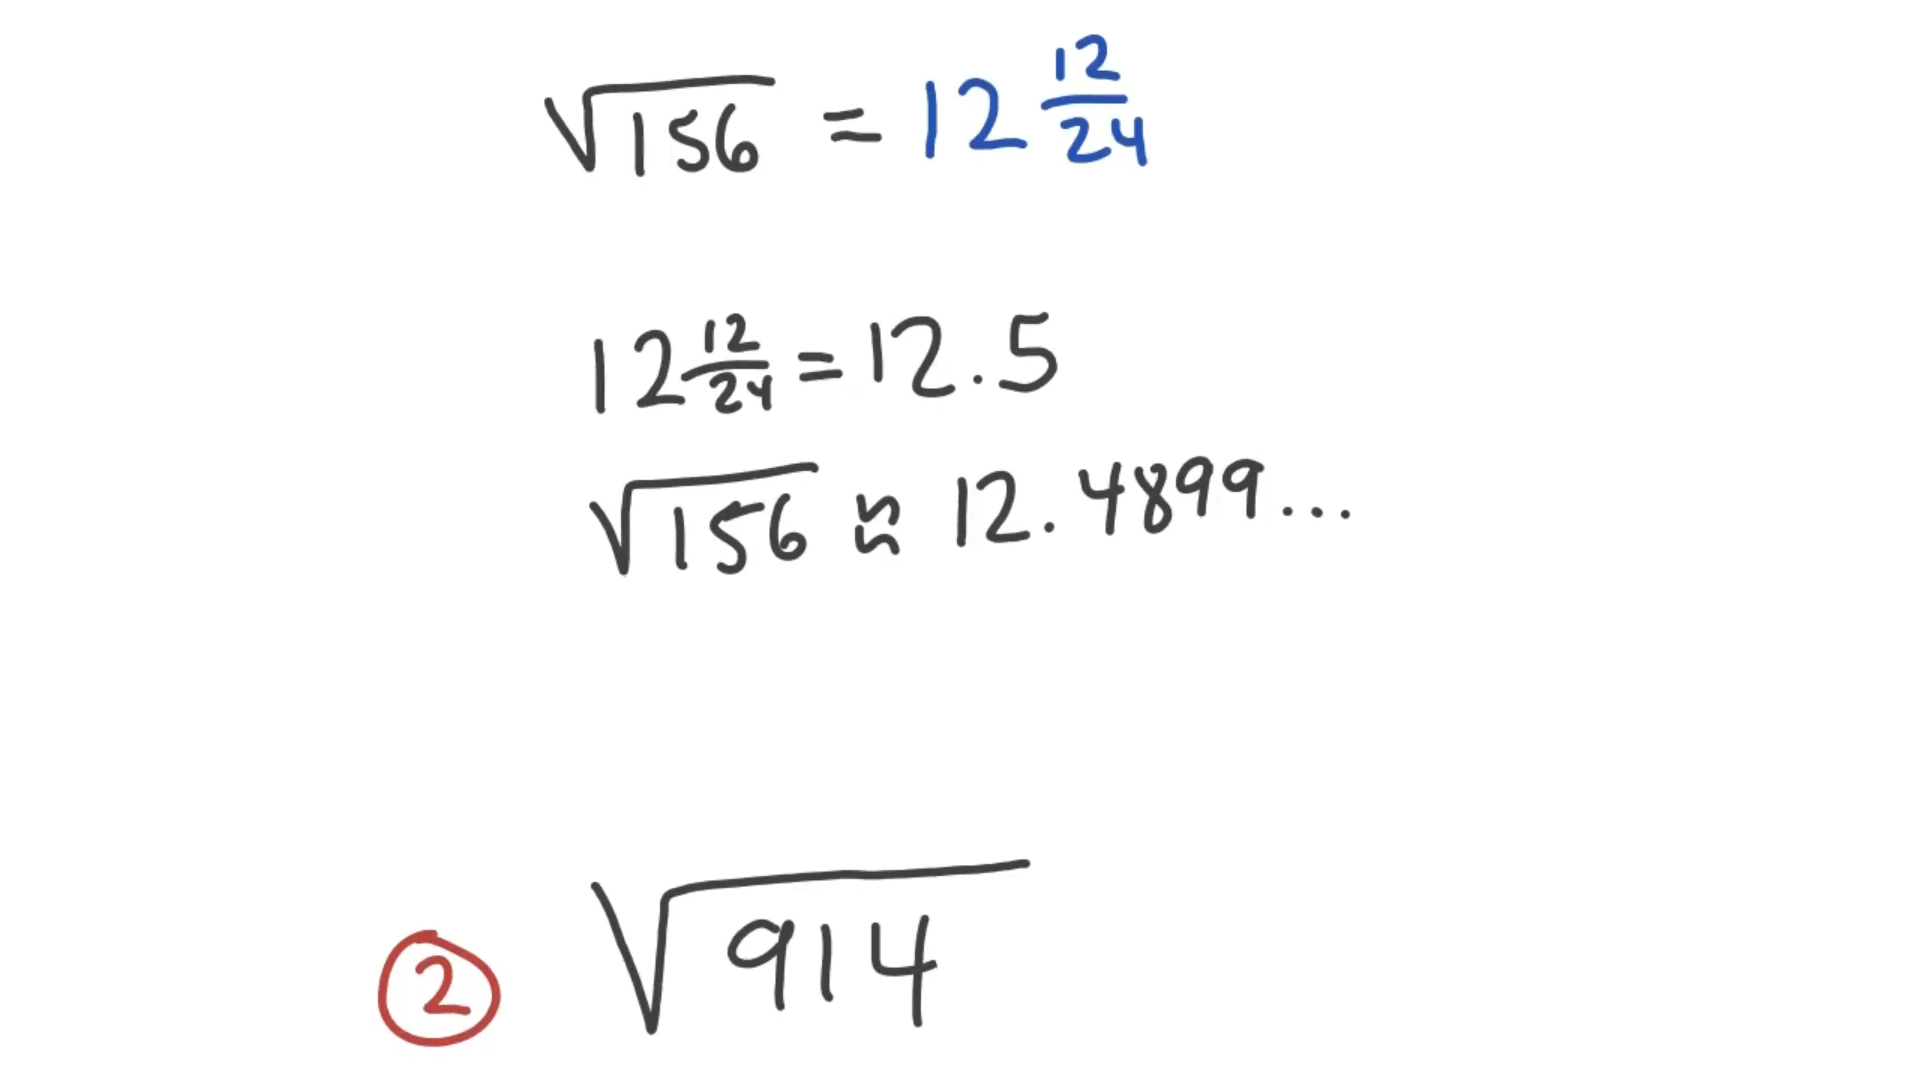 √156 = 12 12/24
12 12/24 = 12.5
√156 ≈ 12.4899...
② √914